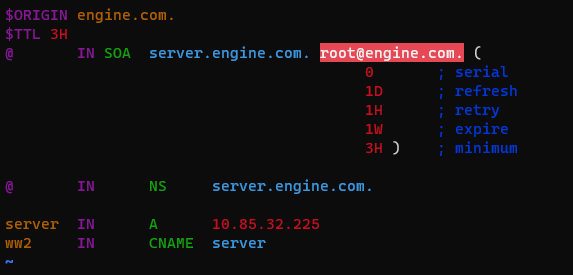 $ORIGIN engine.com.
$TTL 3H
@ IN SOA server.engine.com. root@engine.com. (
0 ; serial
1D ; refresh
1H ; retry
1W ; expire
3H ) ; minimum
@ IN NS server.engine.com.
server IN A 10.85.32.225
ww2 IN CNAME server
~